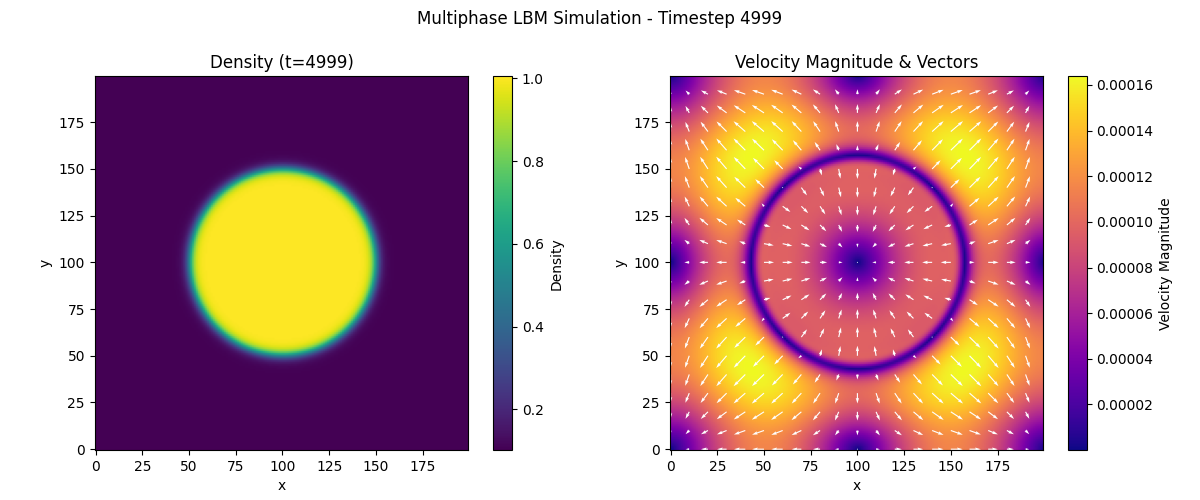 Multiphase LBM Simulation - Timestep 4999
Density (t=4999)
y
175
150
125
100
75
50
25
0
0 25 50 75 100 125 150 175
x
1.0
0.8
0.6
0.4
0.2
Density
Velocity Magnitude & Vectors
y
175
150
125
100
75
50
25
0
0 25 50 75 100 125 150 175
x
0.00016
0.00014
0.00012
0.00010
0.00008
0.00006
0.00004
0.00002
Velocity Magnitude